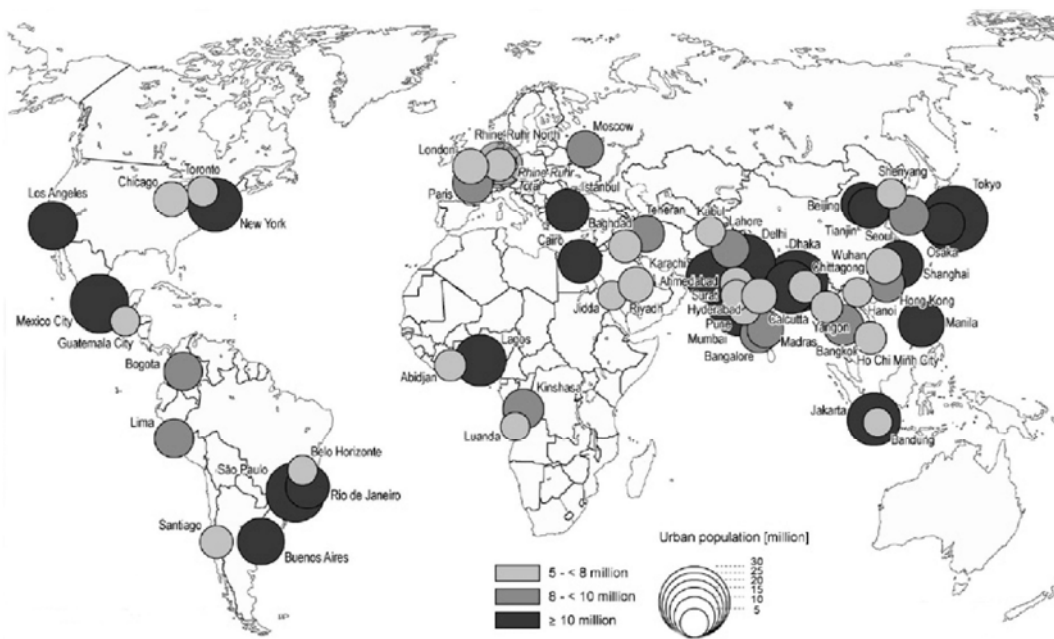 Rhine-Ruhr North
Moscow
London
Rhine-Ruhr
Total
Paris
Istanbul
Shenyang
Tokyo
Toronto
Chicago
Los Angeles
New York
Teheran
Kabul
Lahore
Delhi
Beijing
Baghdad
Cairo
Dhaka
Tianjin
Seoul
Wuhan
Osaka
Karachi
Chittagong
Ahmedabad
Shanghai
Jidda
Riyadh
Surat
Hyderabad
Calcutta
Hong Kong
Hanoi
Pune
Yangon
Manila
Mumbai
Madras
Bangkok
Bangalore
Ho Chi Minh City
Mexico City
Guatemala City
Bogota
Lagos
Abidjan
Kinshasa
Lima
Luanda
Jakarta
Bandung
Belo Horizonte
São Paulo
Rio de Janeiro
Santiago
Buenos Aires
Urban population [million]
30
25
20
15
10
5
5 - < 8 million
8 - < 10 million
≥ 10 million